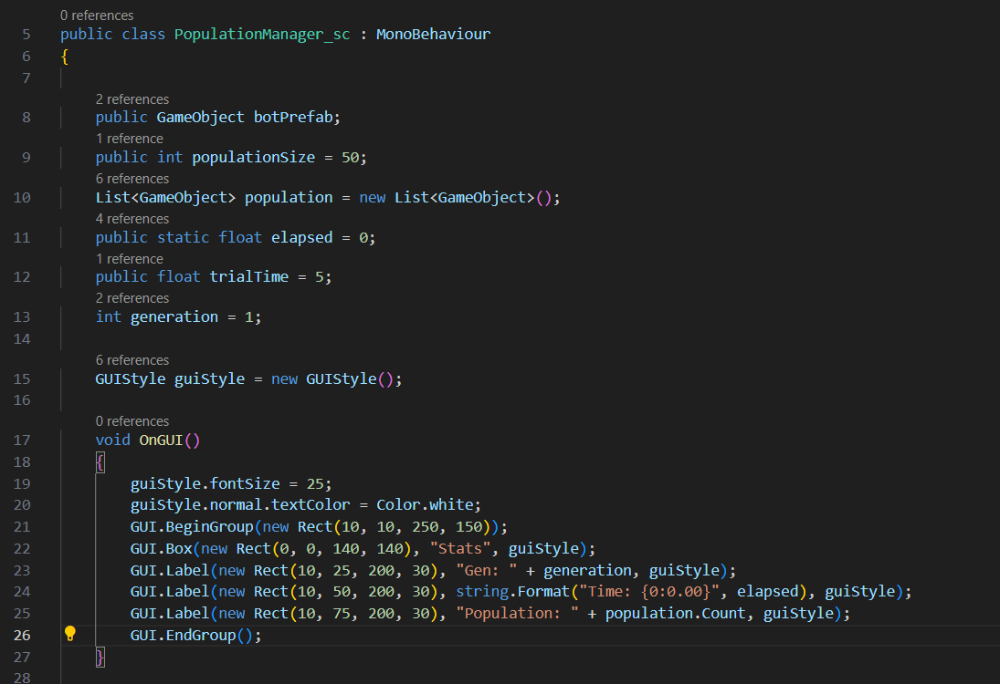 0 references
5 public class PopulationManager_sc : MonoBehaviour
6 {
7
2 references
8 public GameObject botPrefab;
1 reference
9 public int populationSize = 50;
6 references
10 List<GameObject> population = new List<GameObject>();
4 references
11 public static float elapsed = 0;
1 reference
12 public float trialTime = 5;
2 references
13 int generation = 1;
14
6 references
15 GUIStyle guiStyle = new GUIStyle();
16
0 references
17 void OnGUI()
18 {
19 guiStyle.fontSize = 25;
20 guiStyle.normal.textColor = Color.white;
21 GUI.BeginGroup(new Rect(10, 10, 250, 150));
22 GUI.Box(new Rect(0, 0, 140, 140), "Stats", guiStyle);
23 GUI.Label(new Rect(10, 25, 200, 30), "Gen: " + generation, guiStyle);
24 GUI.Label(new Rect(10, 50, 200, 30), string.Format("Time: {0:0.00}", elapsed), guiStyle);
25 GUI.Label(new Rect(10, 75, 200, 30), "Population: " + population.Count, guiStyle);
26 GUI.EndGroup();
27 }
28